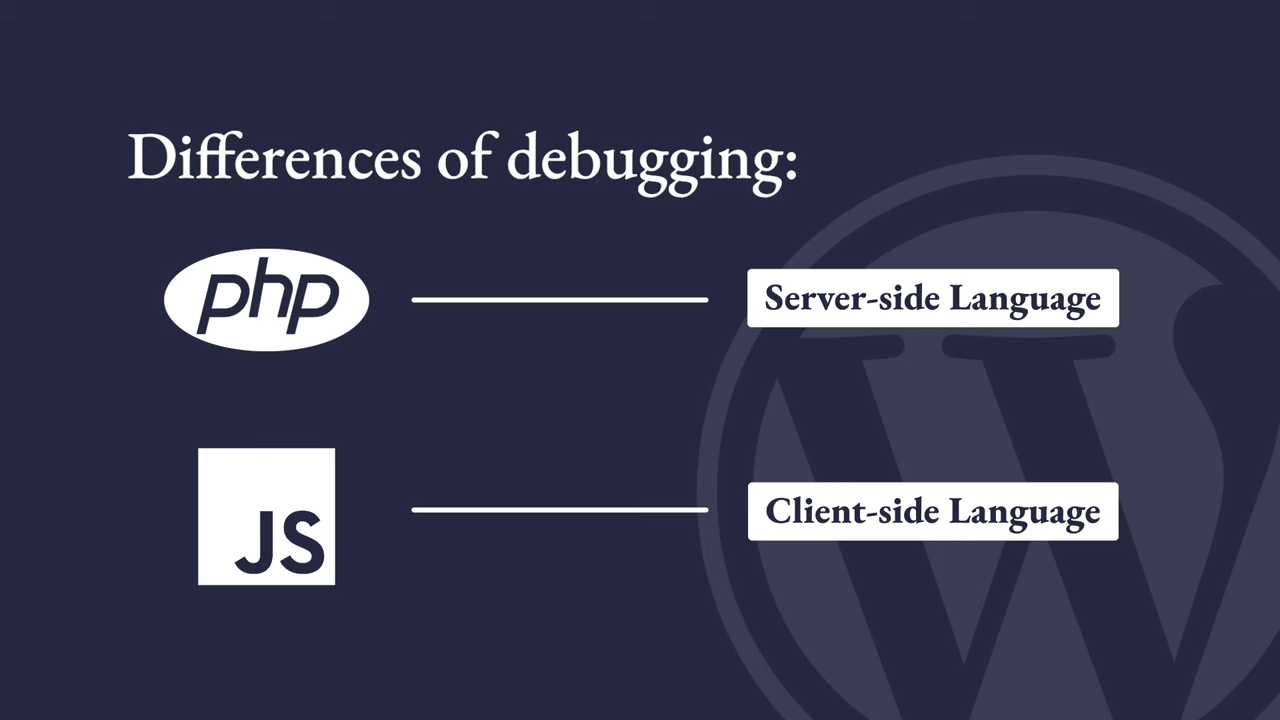 Differences of debugging:
php
Server-side Language
JS
Client-side Language